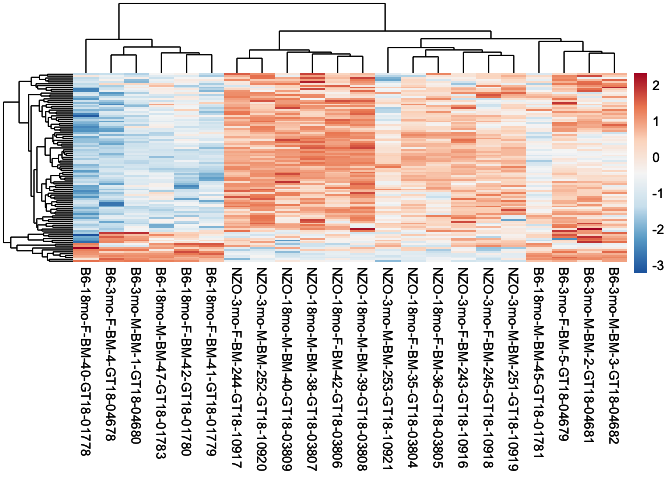 2
1
0
-1
-2
-3
B6-18mo-F-BM-40-GT18-01778
B6-3mo-F-BM-4-GT18-04678
B6-3mo-M-BM-1-GT18-04680
B6-18mo-M-BM-47-GT18-01783
B6-18mo-F-BM-42-GT18-01780
B6-18mo-F-BM-41-GT18-01779
NZO-3mo-F-BM-244-GT18-10917
NZO-3mo-M-BM-252-GT18-10920
NZO-18mo-M-BM-40-GT18-03809
NZO-18mo-M-BM-38-GT18-03807
NZO-18mo-F-BM-42-GT18-03806
NZO-18mo-M-BM-39-GT18-03808
NZO-3mo-M-BM-253-GT18-10921
NZO-18mo-F-BM-35-GT18-03804
NZO-18mo-F-BM-36-GT18-03805
NZO-3mo-F-BM-243-GT18-10916
NZO-3mo-F-BM-245-GT18-10918
NZO-3mo-M-BM-251-GT18-10919
B6-18mo-M-BM-45-GT18-01781
B6-3mo-F-BM-5-GT18-04679
B6-3mo-M-BM-2-GT18-04681
B6-3mo-M-BM-3-GT18-04682